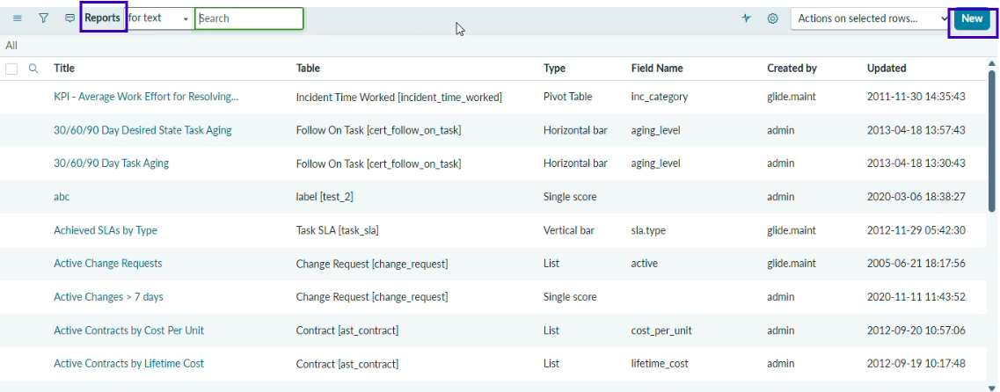 Reports for text Search Actions on selected rows... New
All
Title Table Type Field Name Created by Updated
KPI - Average Work Effort for Resolving... Incident Time Worked [incident_time_worked] Pivot Table inc_category glide.maint 2011-11-30 14:35:43
30/60/90 Day Desired State Task Aging Follow On Task [cert_follow_on_task] Horizontal bar aging_level admin 2013-04-18 13:57:43
30/60/90 Day Task Aging Follow On Task [cert_follow_on_task] Horizontal bar aging_level admin 2013-04-18 13:30:43
abc label [test_2] Single score admin 2020-03-06 18:38:27
Achieved SLAs by Type Task SLA [task_sla] Vertical bar sla.type glide.maint 2012-11-29 05:42:30
Active Change Requests Change Request [change_request] List active glide.maint 2005-06-21 18:17:56
Active Changes > 7 days Change Request [change_request] Single score admin 2020-11-11 11:43:52
Active Contracts by Cost Per Unit Contract [ast_contract] List cost_per_unit admin 2012-09-20 10:57:06
Active Contracts by Lifetime Cost Contract [ast_contract] List lifetime_cost admin 2012-09-19 10:17:48